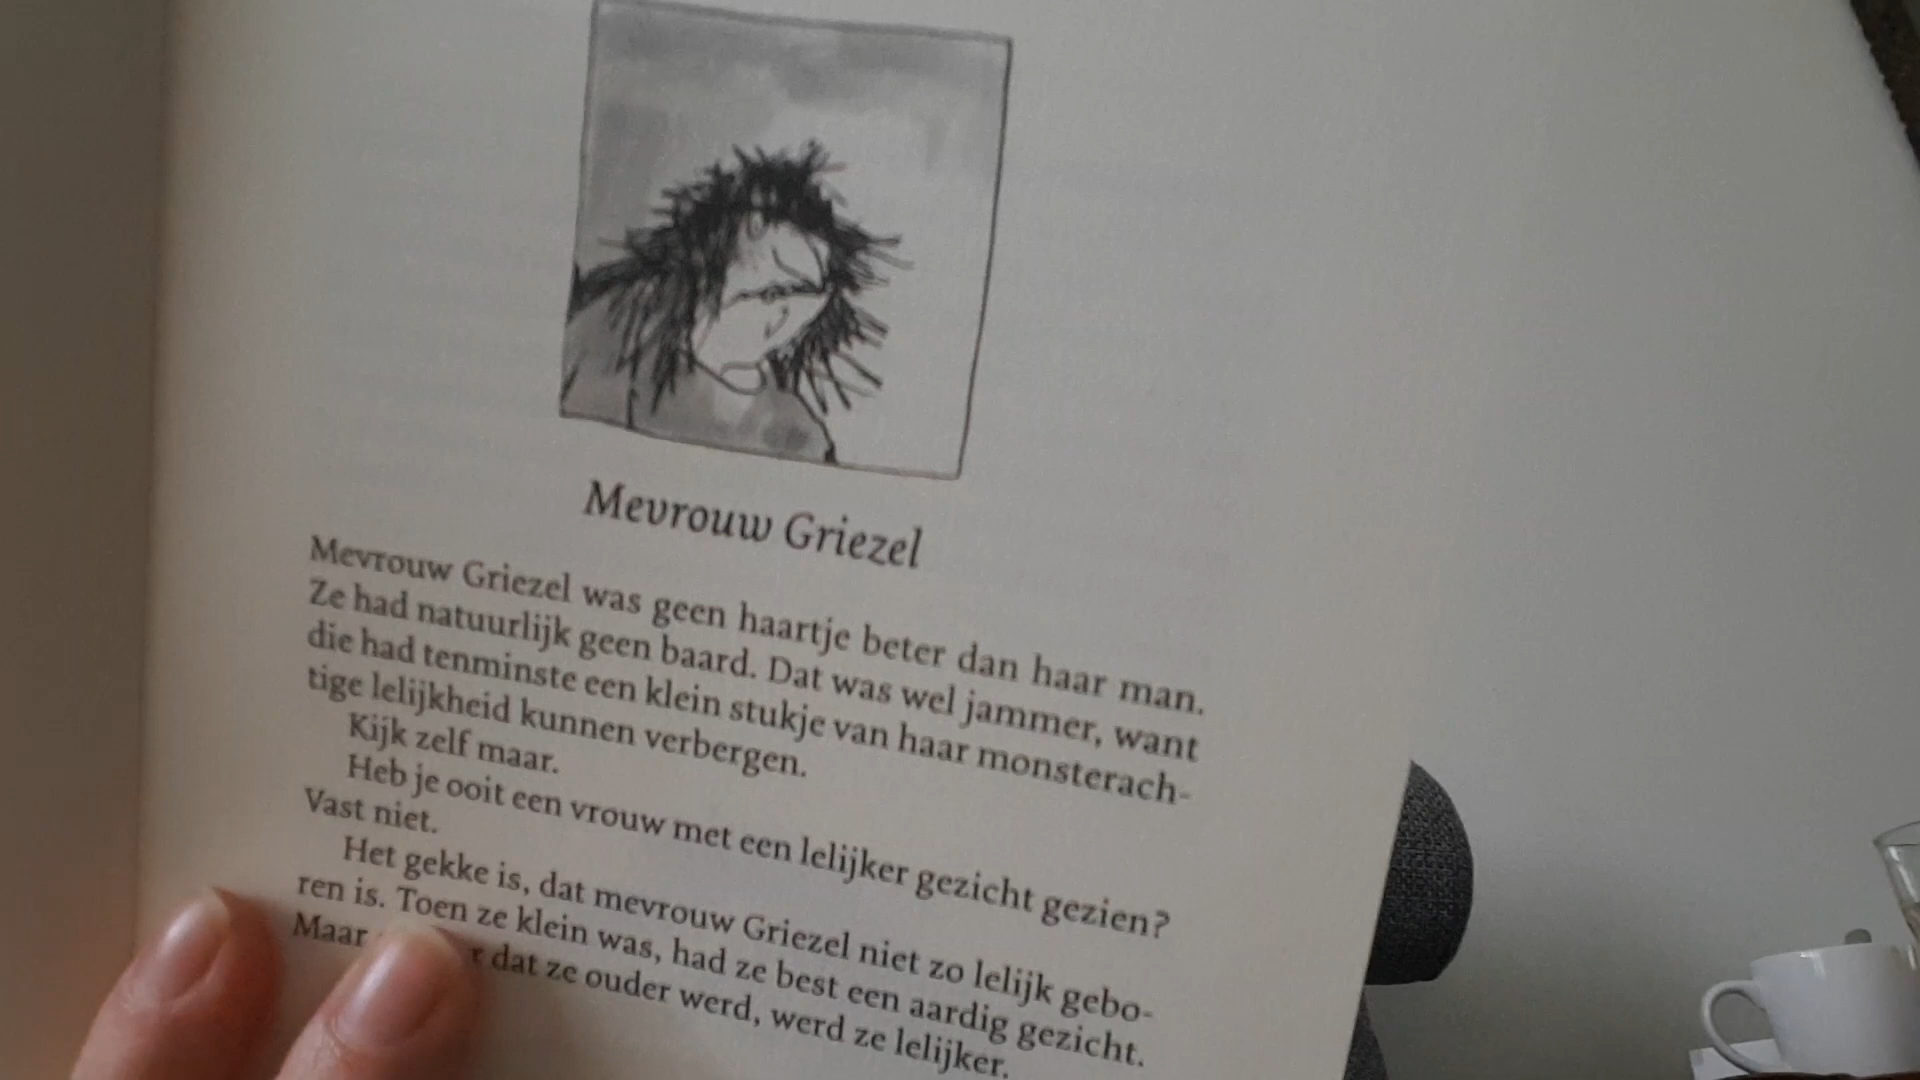 Mevrouw Griezel
Mevrouw Griezel was geen haartje beter dan haar man.
Ze had natuurlijk geen baard. Dat was wel jammer, want
die had tenminste een klein stukje van haar monsterach-
tige lelijkheid kunnen verbergen.
Kijk zelf maar.
Heb je ooit een vrouw met een lelijker gezicht gezien?
Vast niet.
Het gekke is, dat mevrouw Griezel niet zo lelijk gebo-
ren is. Toen ze klein was, had ze best een aardig gezicht.
Maar dat ze ouder werd, werd ze lelijker.